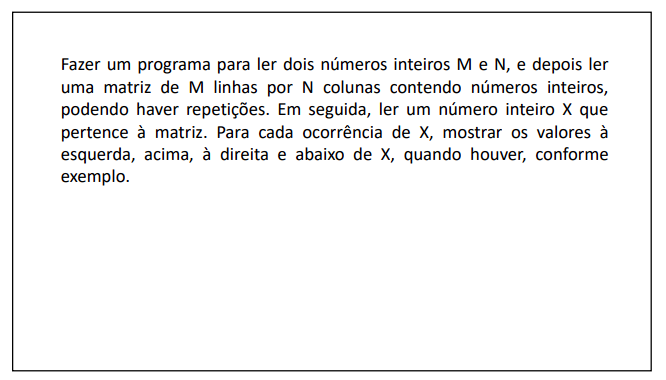 Fazer um programa para ler dois números inteiros M e N, e depois ler
uma matriz de M linhas por N colunas contendo números inteiros,
podendo haver repetições. Em seguida, ler um número inteiro X que
pertence à matriz. Para cada ocorrência de X, mostrar os valores à
esquerda, acima, à direita e abaixo de X, quando houver, conforme
exemplo.